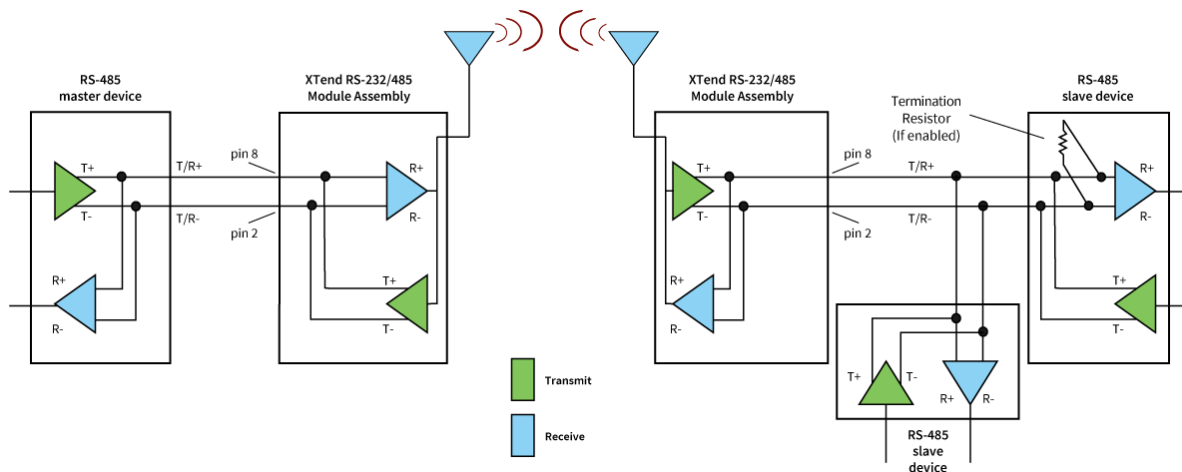 RS-485
master device
XTend RS-232/485
Module Assembly
XTend RS-232/485
Module Assembly
RS-485
slave device
Termination
Resistor
(If enabled)
T+
T-
R+
R-
T/R+
T/R-
pin 8
pin 2
R+
R-
T+
T-
T+
T-
R+
R-
pin 8
pin 2
T/R+
T/R-
R+
R-
T+
T-
T+
T-
R+
R-
RS-485
slave
device
Transmit
Receive